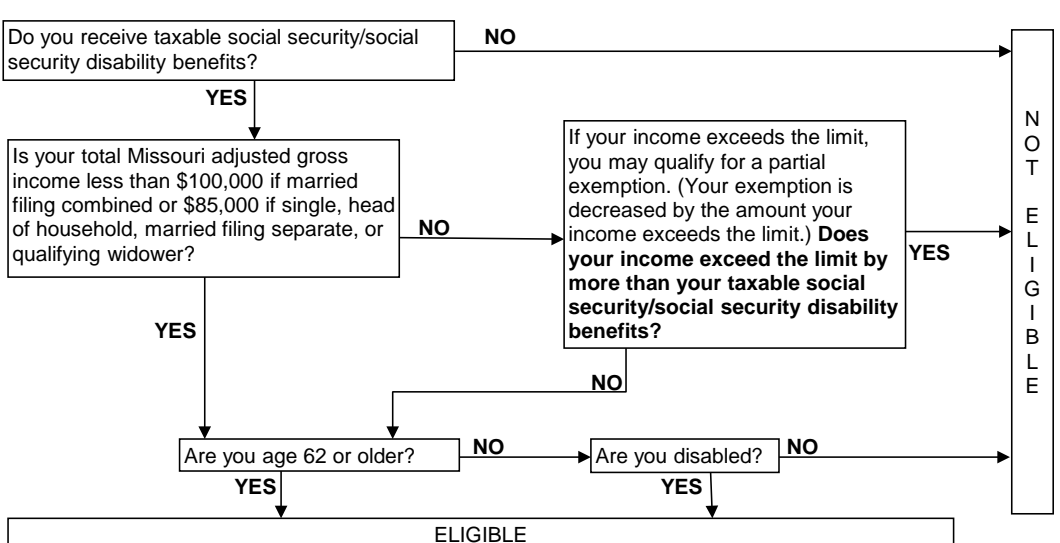 Do you receive taxable social security/social
security disability benefits?
NO
YES
Is your total Missouri adjusted gross
income less than $100,000 if married
filing combined or $85,000 if single, head
of household, married filing separate, or
qualifying widower?
NO
If your income exceeds the limit,
you may qualify for a partial
exemption. (Your exemption is
decreased by the amount your
income exceeds the limit.) Does
your income exceed the limit by
more than your taxable social
security/social security disability
benefits?
YES
YES
NO
Are you age 62 or older?
NO
Are you disabled?
NO
YES
YES
ELIGIBLE
N
O
T
E
L
I
G
I
B
L
E